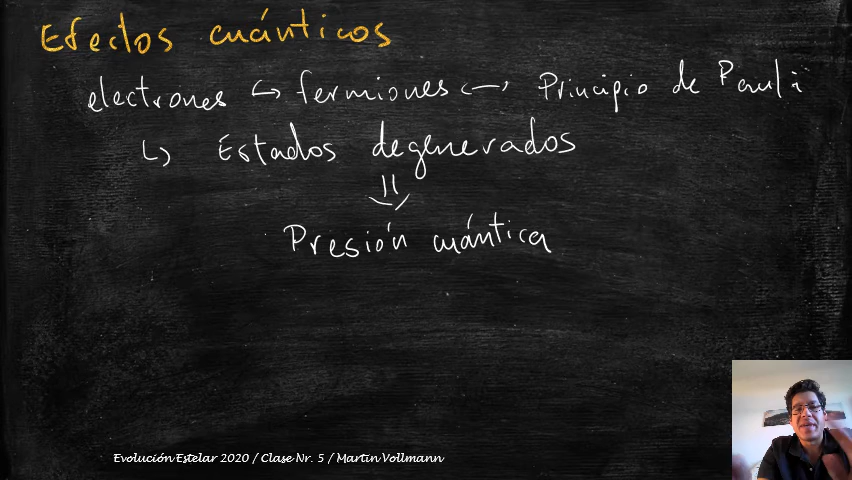 Efectos cuánticos
electrones ↪ fermiones ⟷ Principio de Pauli
↳ Estados degenerados
⇓
Presión cuántica
Evolución Estelar 2020 / Clase Nr. 5 / Martin Vollmann